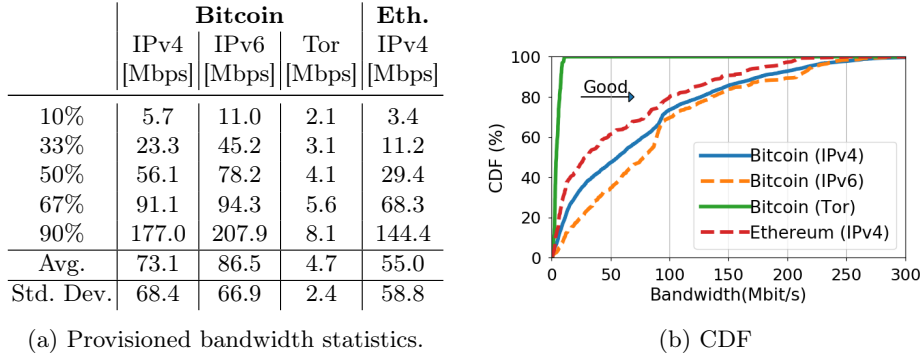 Bitcoin Eth.
IPv4 IPv6 Tor IPv4
[Mbps] [Mbps] [Mbps] [Mbps]
10% 5.7 11.0 2.1 3.4
33% 23.3 45.2 3.1 11.2
50% 56.1 78.2 4.1 29.4
67% 91.1 94.3 5.6 68.3
90% 177.0 207.9 8.1 144.4
Avg. 73.1 86.5 4.7 55.0
Std. Dev. 68.4 66.9 2.4 58.8
(a) Provisioned bandwidth statistics.
CDF (%)
100
80
60
40
20
0
Good
Bitcoin (IPv4)
Bitcoin (IPv6)
Bitcoin (Tor)
Ethereum (IPv4)
0 50 100 150 200 250 300
Bandwidth(Mbit/s)
(b) CDF